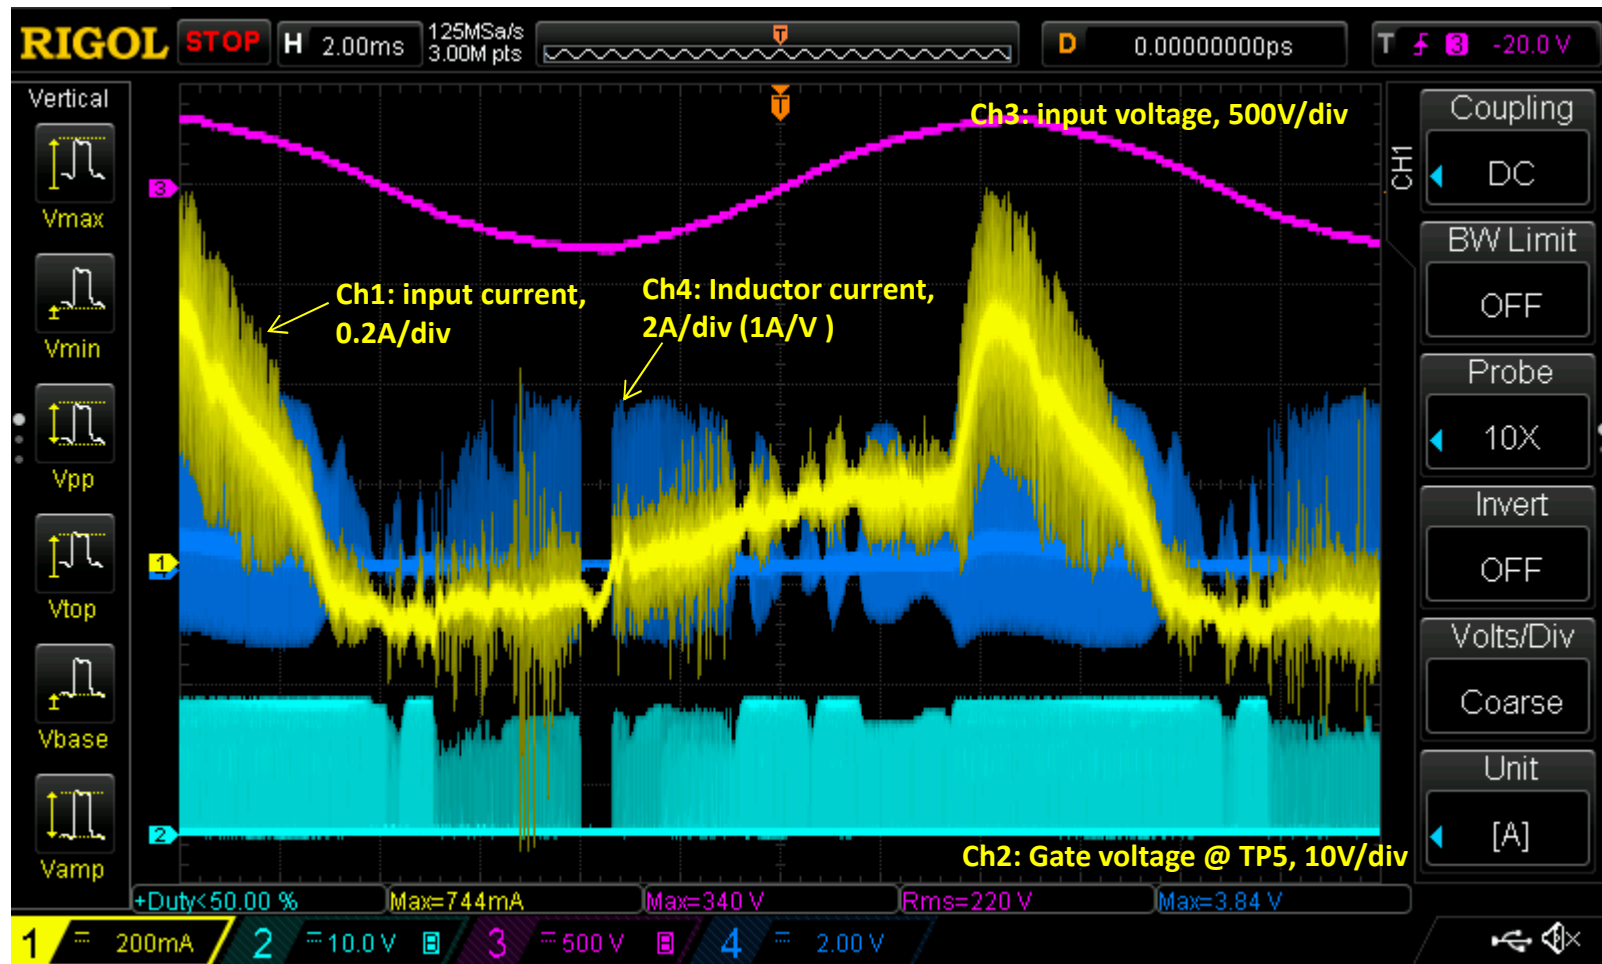 RIGOL STOP H 2.00ms 125MSa/s
3.00M pts T D 0.00000000ps T 3 -20.0 V
Vertical
Vmax
Vmin
Vpp
Vtop
Vbase
Vamp
T
Ch3: input voltage, 500V/div
3
Ch1: input current,
0.2A/div
Ch4: Inductor current,
2A/div (1A/V )
1
2
Ch2: Gate voltage @ TP5, 10V/div
CH1
Coupling
DC
BW Limit
OFF
Probe
10X
Invert
OFF
Volts/Div
Coarse
Unit
[A]
+Duty<50.00 % Max=744mA Max=340 V Rms=220 V Max=3.84 V
1 200mA 2 10.0 V B 3 500 V B 4 2.00 V